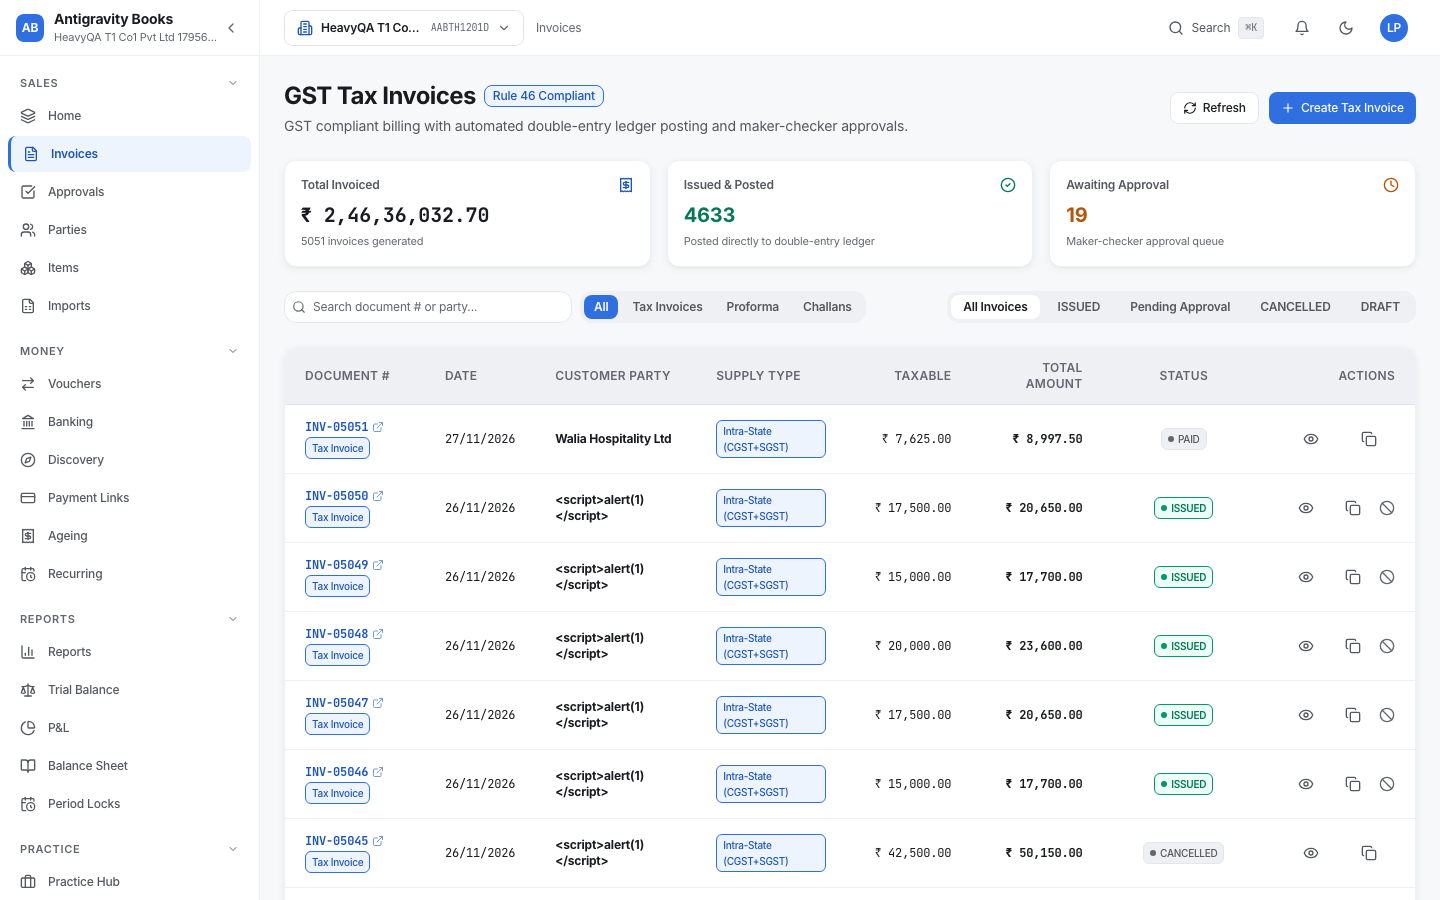 AB
Antigravity Books
HeavyQA T1 Co1 Pvt Ltd 17956...
HeavyQA T1 Co...
AABTH1201D
Invoices
Search
⌘K
LP
SALES
Home
Invoices
Approvals
Parties
Items
Imports
MONEY
Vouchers
Banking
Discovery
Payment Links
Ageing
Recurring
REPORTS
Reports
Trial Balance
P&L
Balance Sheet
Period Locks
PRACTICE
Practice Hub
GST Tax Invoices
Rule 46 Compliant
GST compliant billing with automated double-entry ledger posting and maker-checker approvals.
Refresh
Create Tax Invoice
Total Invoiced
₹ 2,46,36,032.70
5051 invoices generated
Issued & Posted
4633
Posted directly to double-entry ledger
Awaiting Approval
19
Maker-checker approval queue
Search document # or party...
All
Tax Invoices
Proforma
Challans
All Invoices
ISSUED
Pending Approval
CANCELLED
DRAFT
DOCUMENT #
DATE
CUSTOMER PARTY
SUPPLY TYPE
TAXABLE
TOTAL
AMOUNT
STATUS
ACTIONS
INV-05051
Tax Invoice
27/11/2026
Walia Hospitality Ltd
Intra-State
(CGST+SGST)
₹ 7,625.00
₹ 8,997.50
PAID
INV-05050
Tax Invoice
26/11/2026
<script>alert(1)
</script>
Intra-State
(CGST+SGST)
₹ 17,500.00
₹ 20,650.00
ISSUED
INV-05049
Tax Invoice
26/11/2026
<script>alert(1)
</script>
Intra-State
(CGST+SGST)
₹ 15,000.00
₹ 17,700.00
ISSUED
INV-05048
Tax Invoice
26/11/2026
<script>alert(1)
</script>
Intra-State
(CGST+SGST)
₹ 20,000.00
₹ 23,600.00
ISSUED
INV-05047
Tax Invoice
26/11/2026
<script>alert(1)
</script>
Intra-State
(CGST+SGST)
₹ 17,500.00
₹ 20,650.00
ISSUED
INV-05046
Tax Invoice
26/11/2026
<script>alert(1)
</script>
Intra-State
(CGST+SGST)
₹ 15,000.00
₹ 17,700.00
ISSUED
INV-05045
Tax Invoice
26/11/2026
<script>alert(1)
</script>
Intra-State
(CGST+SGST)
₹ 42,500.00
₹ 50,150.00
CANCELLED